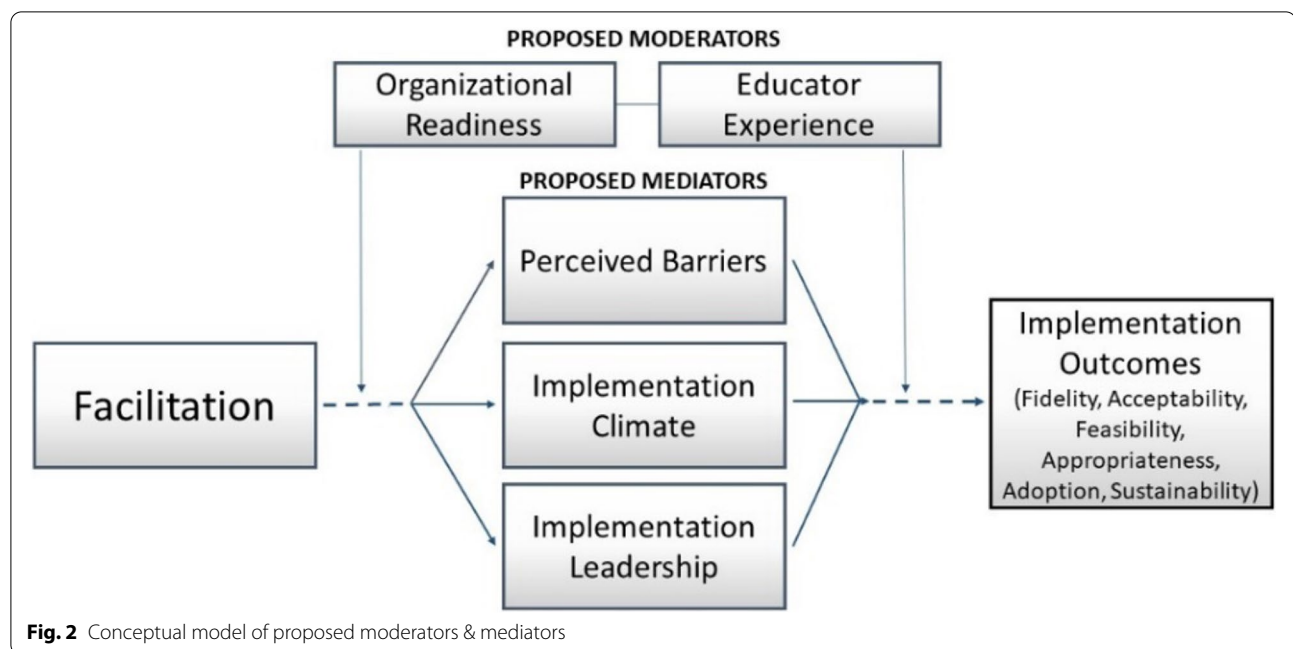 PROPOSED MODERATORS
Organizational
Readiness
Educator
Experience
PROPOSED MEDIATORS
Perceived Barriers
Facilitation
Implementation
Climate
Implementation
Leadership
Implementation
Outcomes
(Fidelity, Acceptability,
Feasibility,
Appropriateness,
Adoption, Sustainability)
Fig. 2 Conceptual model of proposed moderators & mediators